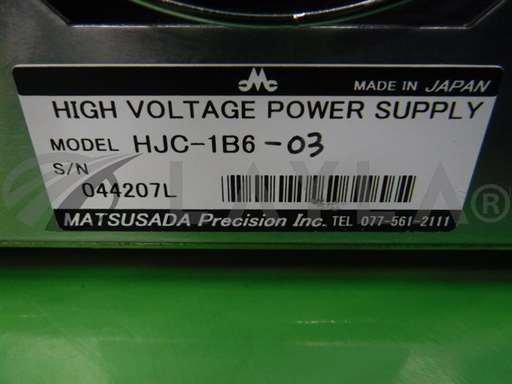 MADE IN JAPAN
HIGH VOLTAGE POWER SUPPLY
MODEL HJC-1B6-03
S/N
044207L
MATSUSADA Precision Inc. TEL 077-561-2111
LAYLA®